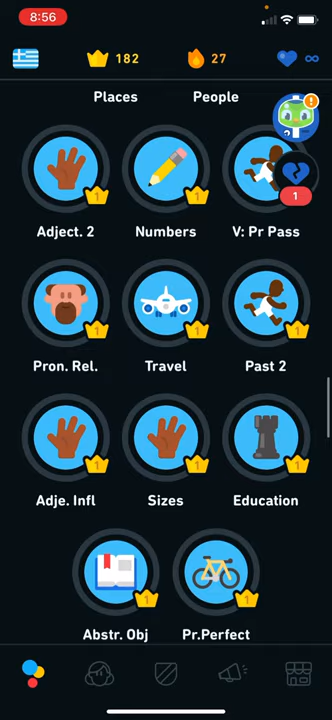 8:56
182
27
∞
Places
People
!
1
1
1
Adject. 2
Numbers
V: Pr Pass
1
1
1
Pron. Rel.
Travel
Past 2
1
1
1
Adje. Infl
Sizes
Education
1
1
Abstr. Obj
Pr.Perfect